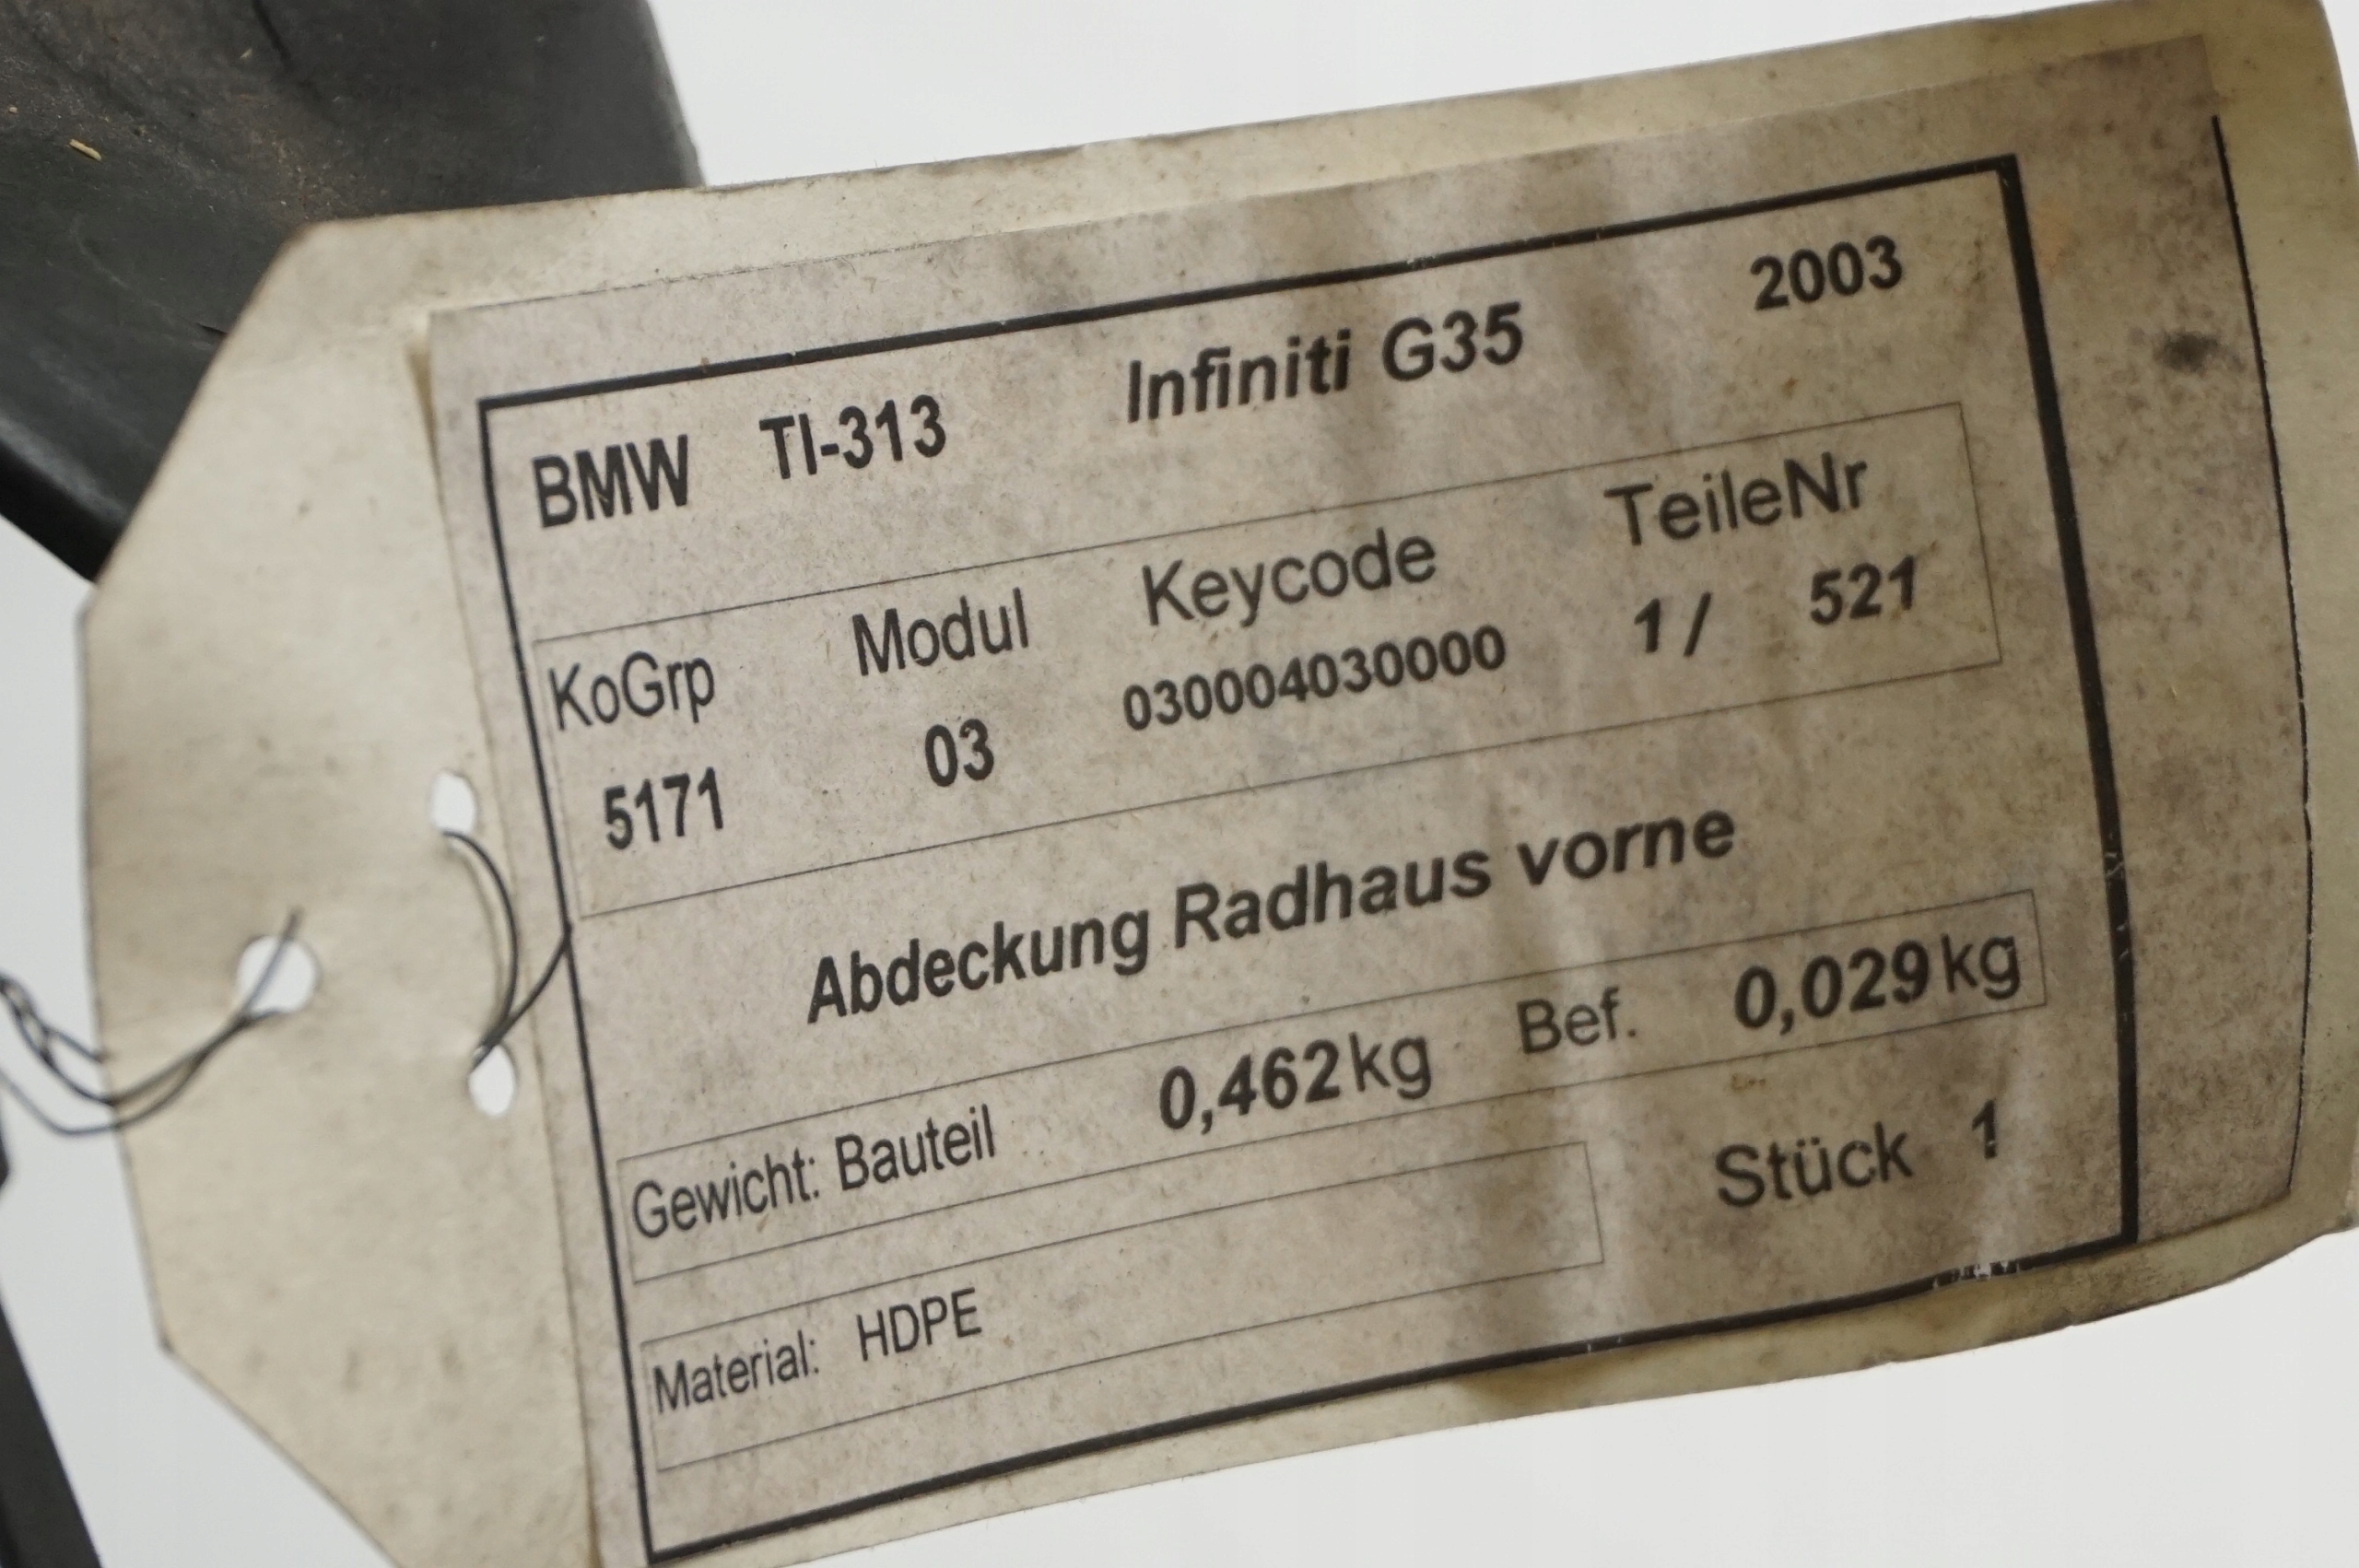 BMW TI-313 Infiniti G35 2003
KoGrp Modul Keycode TeileNr
5171 03 030004030000 1 / 521
Abdeckung Radhaus vorne
Gewicht: Bauteil 0,462 kg Bef. 0,029 kg
Material: HDPE Stück 1